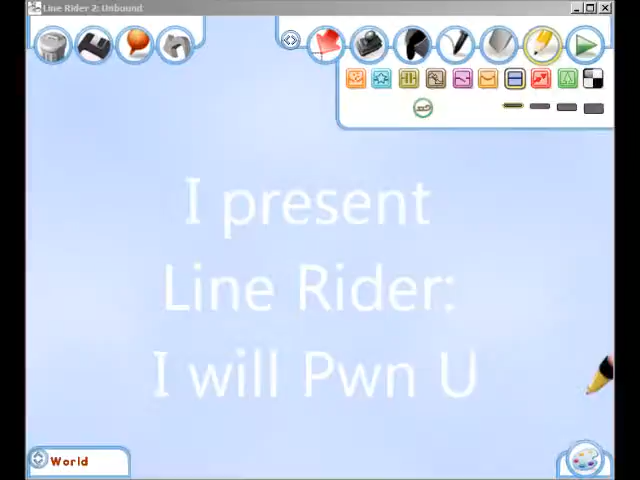 Line Rider 2: Unbound
I present
Line Rider:
I will Pwn U
World